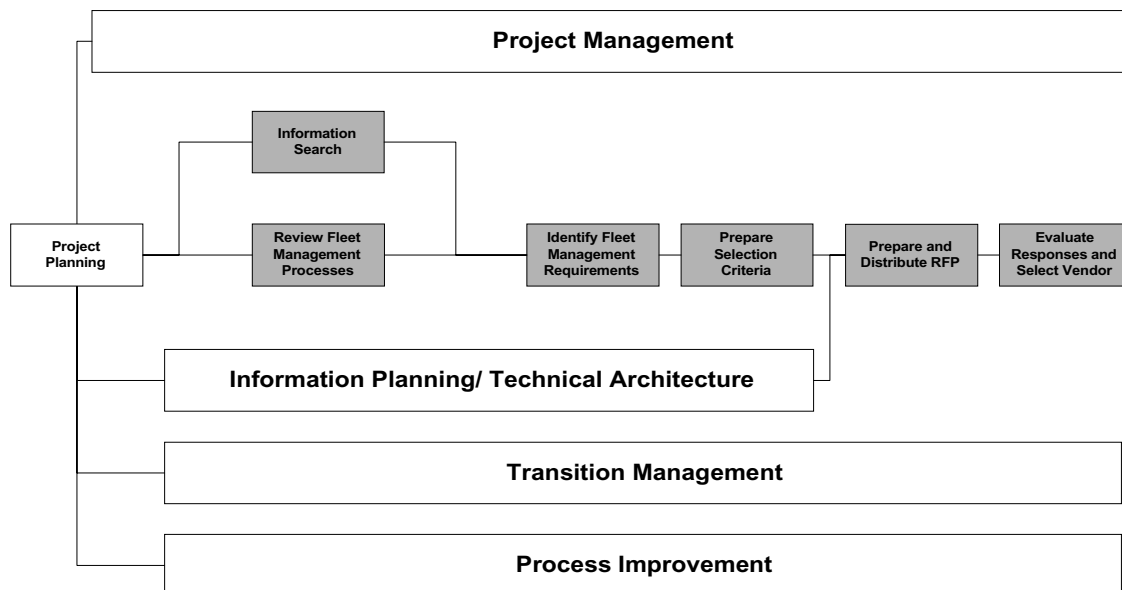 Project Management
Information
Search
Project
Planning
Review Fleet
Management
Processes
Identify Fleet
Management
Requirements
Prepare
Selection
Criteria
Prepare and
Distribute RFP
Evaluate
Responses and
Select Vendor
Information Planning/ Technical Architecture
Transition Management
Process Improvement